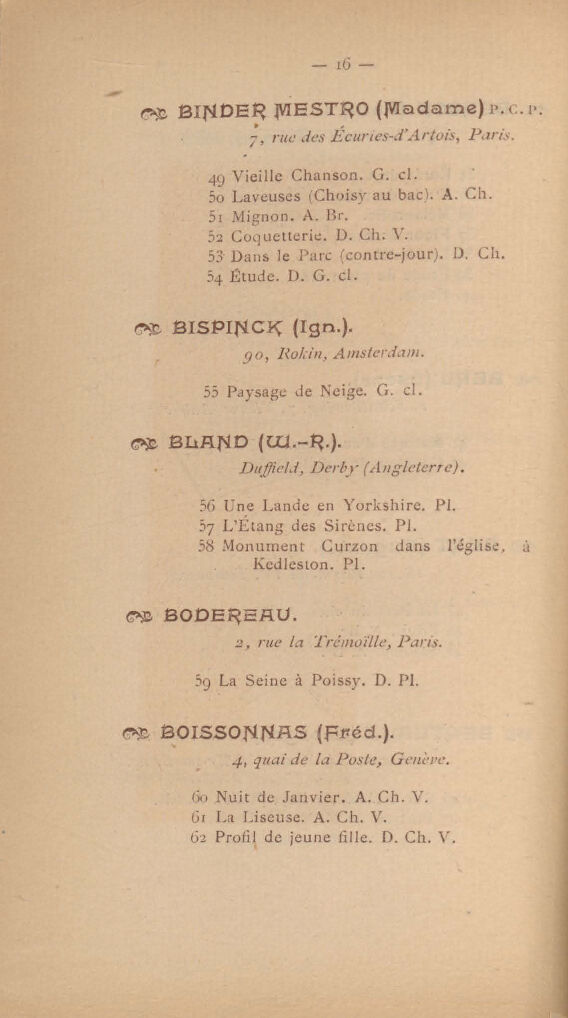 — 16 —
BINDER MESTRO (Madame) P. C. P.
7, rue des Écuries-d'Artois, Paris.
49 Vieille Chanson. G. cl.
50 Laveuses (Choisy au bac). A. Ch.
51 Mignon. A. Br.
52 Coquetterie. D. Ch. V.
53 Dans le Parc (contre-jour). D. Ch.
54 Étude. D. G. cl.
BISPINCK (Ign.).
90, Rokin, Amsterdam.
55 Paysage de Neige. G. cl.
BLAND (W.-R.).
Duffield, Derby (Angleterre).
56 Une Lande en Yorkshire. Pl.
57 L'Étang des Sirènes. Pl.
58 Monument Curzon dans l'église, à
Kedleston. Pl.
BODEREAU.
2, rue la Trémoïlle, Paris.
59 La Seine à Poissy. D. Pl.
BOISSONNAS (Fréd.).
4, quai de la Poste, Genève.
60 Nuit de Janvier. A. Ch. V.
61 La Liseuse. A. Ch. V.
62 Profil de jeune fille. D. Ch. V.